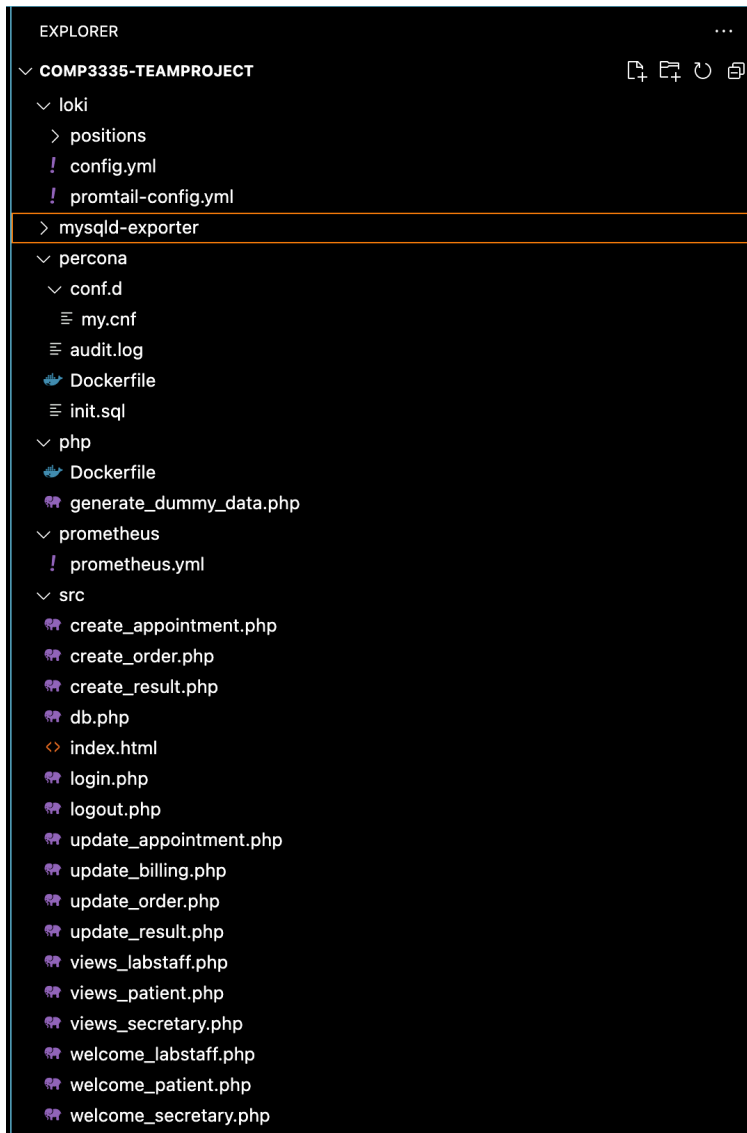 EXPLORER
COMP3335-TEAMPROJECT
loki
positions
config.yml
promtail-config.yml
mysqld-exporter
percona
conf.d
my.cnf
audit.log
Dockerfile
init.sql
php
Dockerfile
generate_dummy_data.php
prometheus
prometheus.yml
src
create_appointment.php
create_order.php
create_result.php
db.php
index.html
login.php
logout.php
update_appointment.php
update_billing.php
update_order.php
update_result.php
views_labstaff.php
views_patient.php
views_secretary.php
welcome_labstaff.php
welcome_patient.php
welcome_secretary.php